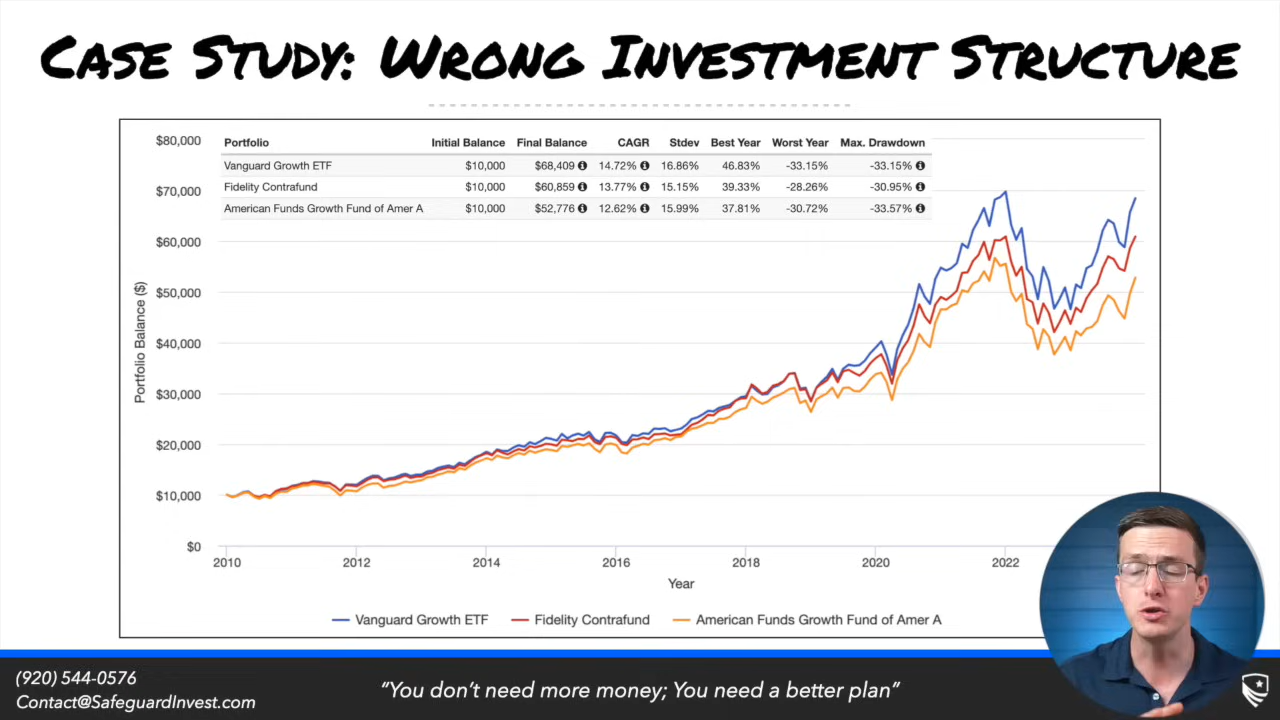 CASE STUDY: WRONG INVESTMENT STRUCTURE
Portfolio Initial Balance Final Balance CAGR Stdev Best Year Worst Year Max. Drawdown
Vanguard Growth ETF $10,000 $68,409 14.72% 16.86% 46.83% -33.15% -33.15%
Fidelity Contrafund $10,000 $60,859 13.77% 15.15% 39.33% -28.26% -30.95%
American Funds Growth Fund of Amer A $10,000 $52,776 12.62% 15.99% 37.81% -30.72% -33.57%
Portfolio Balance ($)
$80,000
$70,000
$60,000
$50,000
$40,000
$30,000
$20,000
$10,000
$0
2010 2012 2014 2016 2018 2020 2022
Year
Vanguard Growth ETF Fidelity Contrafund American Funds Growth Fund of Amer A
(920) 544-0576
Contact@SafeguardInvest.com
"You don't need more money; You need a better plan"